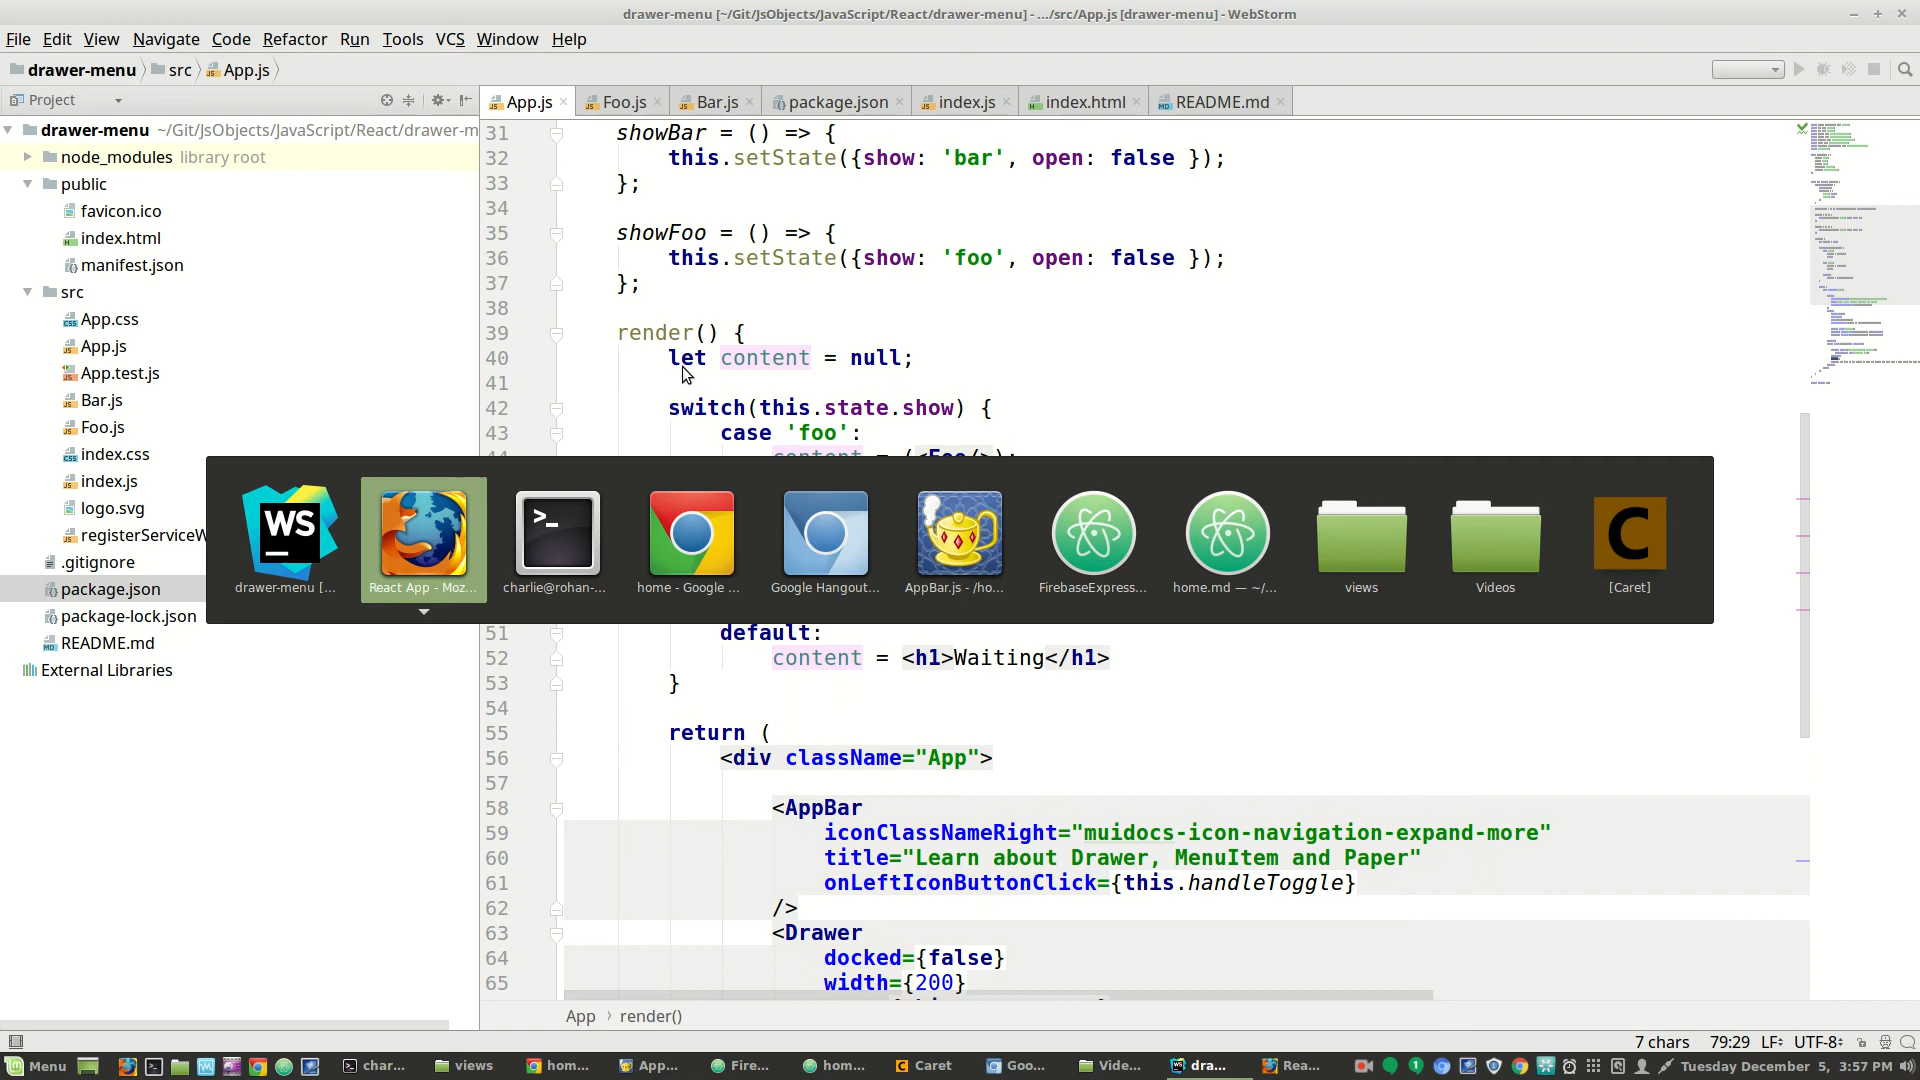 drawer-menu [~/Git/JsObjects/JavaScript/React/drawer-menu] - .../src/App.js [drawer-menu] - WebStorm
File Edit View Navigate Code Refactor Run Tools VCS Window Help
drawer-menu src App.js
Project
App.js Foo.js Bar.js package.json index.js index.html README.md
drawer-menu ~/Git/JsObjects/JavaScript/React/drawer-m
node_modules library root
public
favicon.ico
index.html
manifest.json
src
App.css
App.js
App.test.js
Bar.js
Foo.js
index.css
index.js
logo.svg
registerServiceW
.gitignore
package.json
package-lock.json
README.md
External Libraries
31 showBar = () => {
32 this.setState({show: 'bar', open: false });
33 };
34
35 showFoo = () => {
36 this.setState({show: 'foo', open: false });
37 };
38
39 render() {
40 let content = null;
41
42 switch(this.state.show) {
43 case 'foo':
44 content = (<Foo/>);
WS
>_
C
drawer-menu [... React App - Moz... charlie@rohan-... home - Google ... Google Hangout... AppBar.js - /ho... FirebaseExpress... home.md — ~/... views Videos [Caret]
51 default:
52 content = <h1>Waiting</h1>
53 }
54
55 return (
56 <div className="App">
57
58 <AppBar
59 iconClassNameRight="muidocs-icon-navigation-expand-more"
60 title="Learn about Drawer, MenuItem and Paper"
61 onLeftIconButtonClick={this.handleToggle}
62 />
63 <Drawer
64 docked={false}
65 width={200}
App › render()
7 chars 79:29 LF÷ UTF-8÷
Menu char... views hom... App... Fire... hom... Caret Goo... Vide... dra... Rea... Tuesday December 5, 3:57 PM